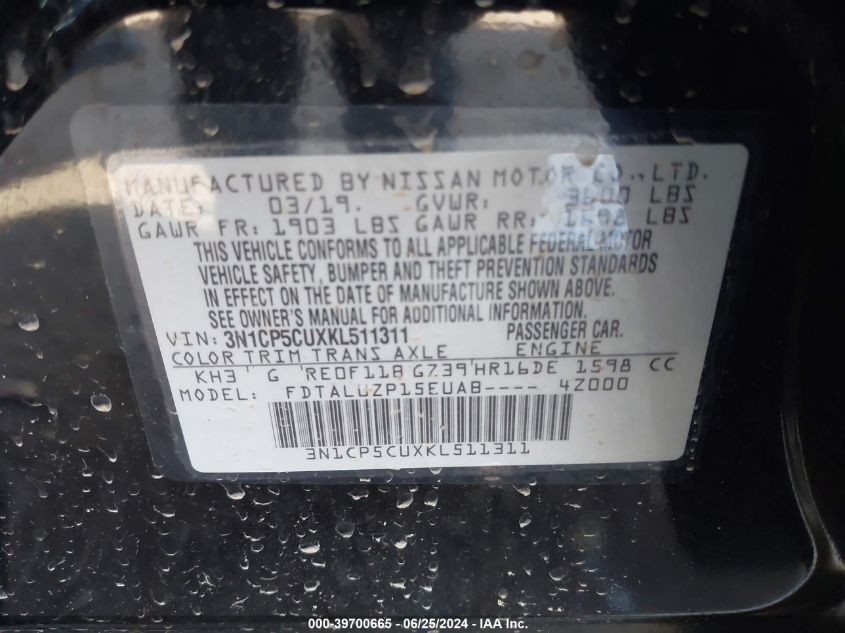 MANUFACTURED BY NISSAN MOTOR CO., LTD.
DATE: 03/19. GVWR: 3600 LBS
GAWR FR: 1903 LBS GAWR RR: LBS
THIS VEHICLE CONFORMS TO ALL APPLICABLE FEDERAL MOTOR
VEHICLE SAFETY, BUMPER AND THEFT PREVENTION STANDARDS
IN EFFECT ON THE DATE OF MANUFACTURE SHOWN ABOVE.
SEE OWNER'S MANUAL FOR ADDITIONAL INFORMATION
VIN: 3N1CP5CUXKL511311 PASSENGER CAR.
COLOR TRIM TRANS AXLE ENGINE
KH3 G RE0F11B GZ39 HR16DE 1598 CC
MODEL: FDTALUZP15EUAB---- 4Z000
3N1CP5CUXKL511311
000-39700665 - 06/25/2024 - IAA Inc.